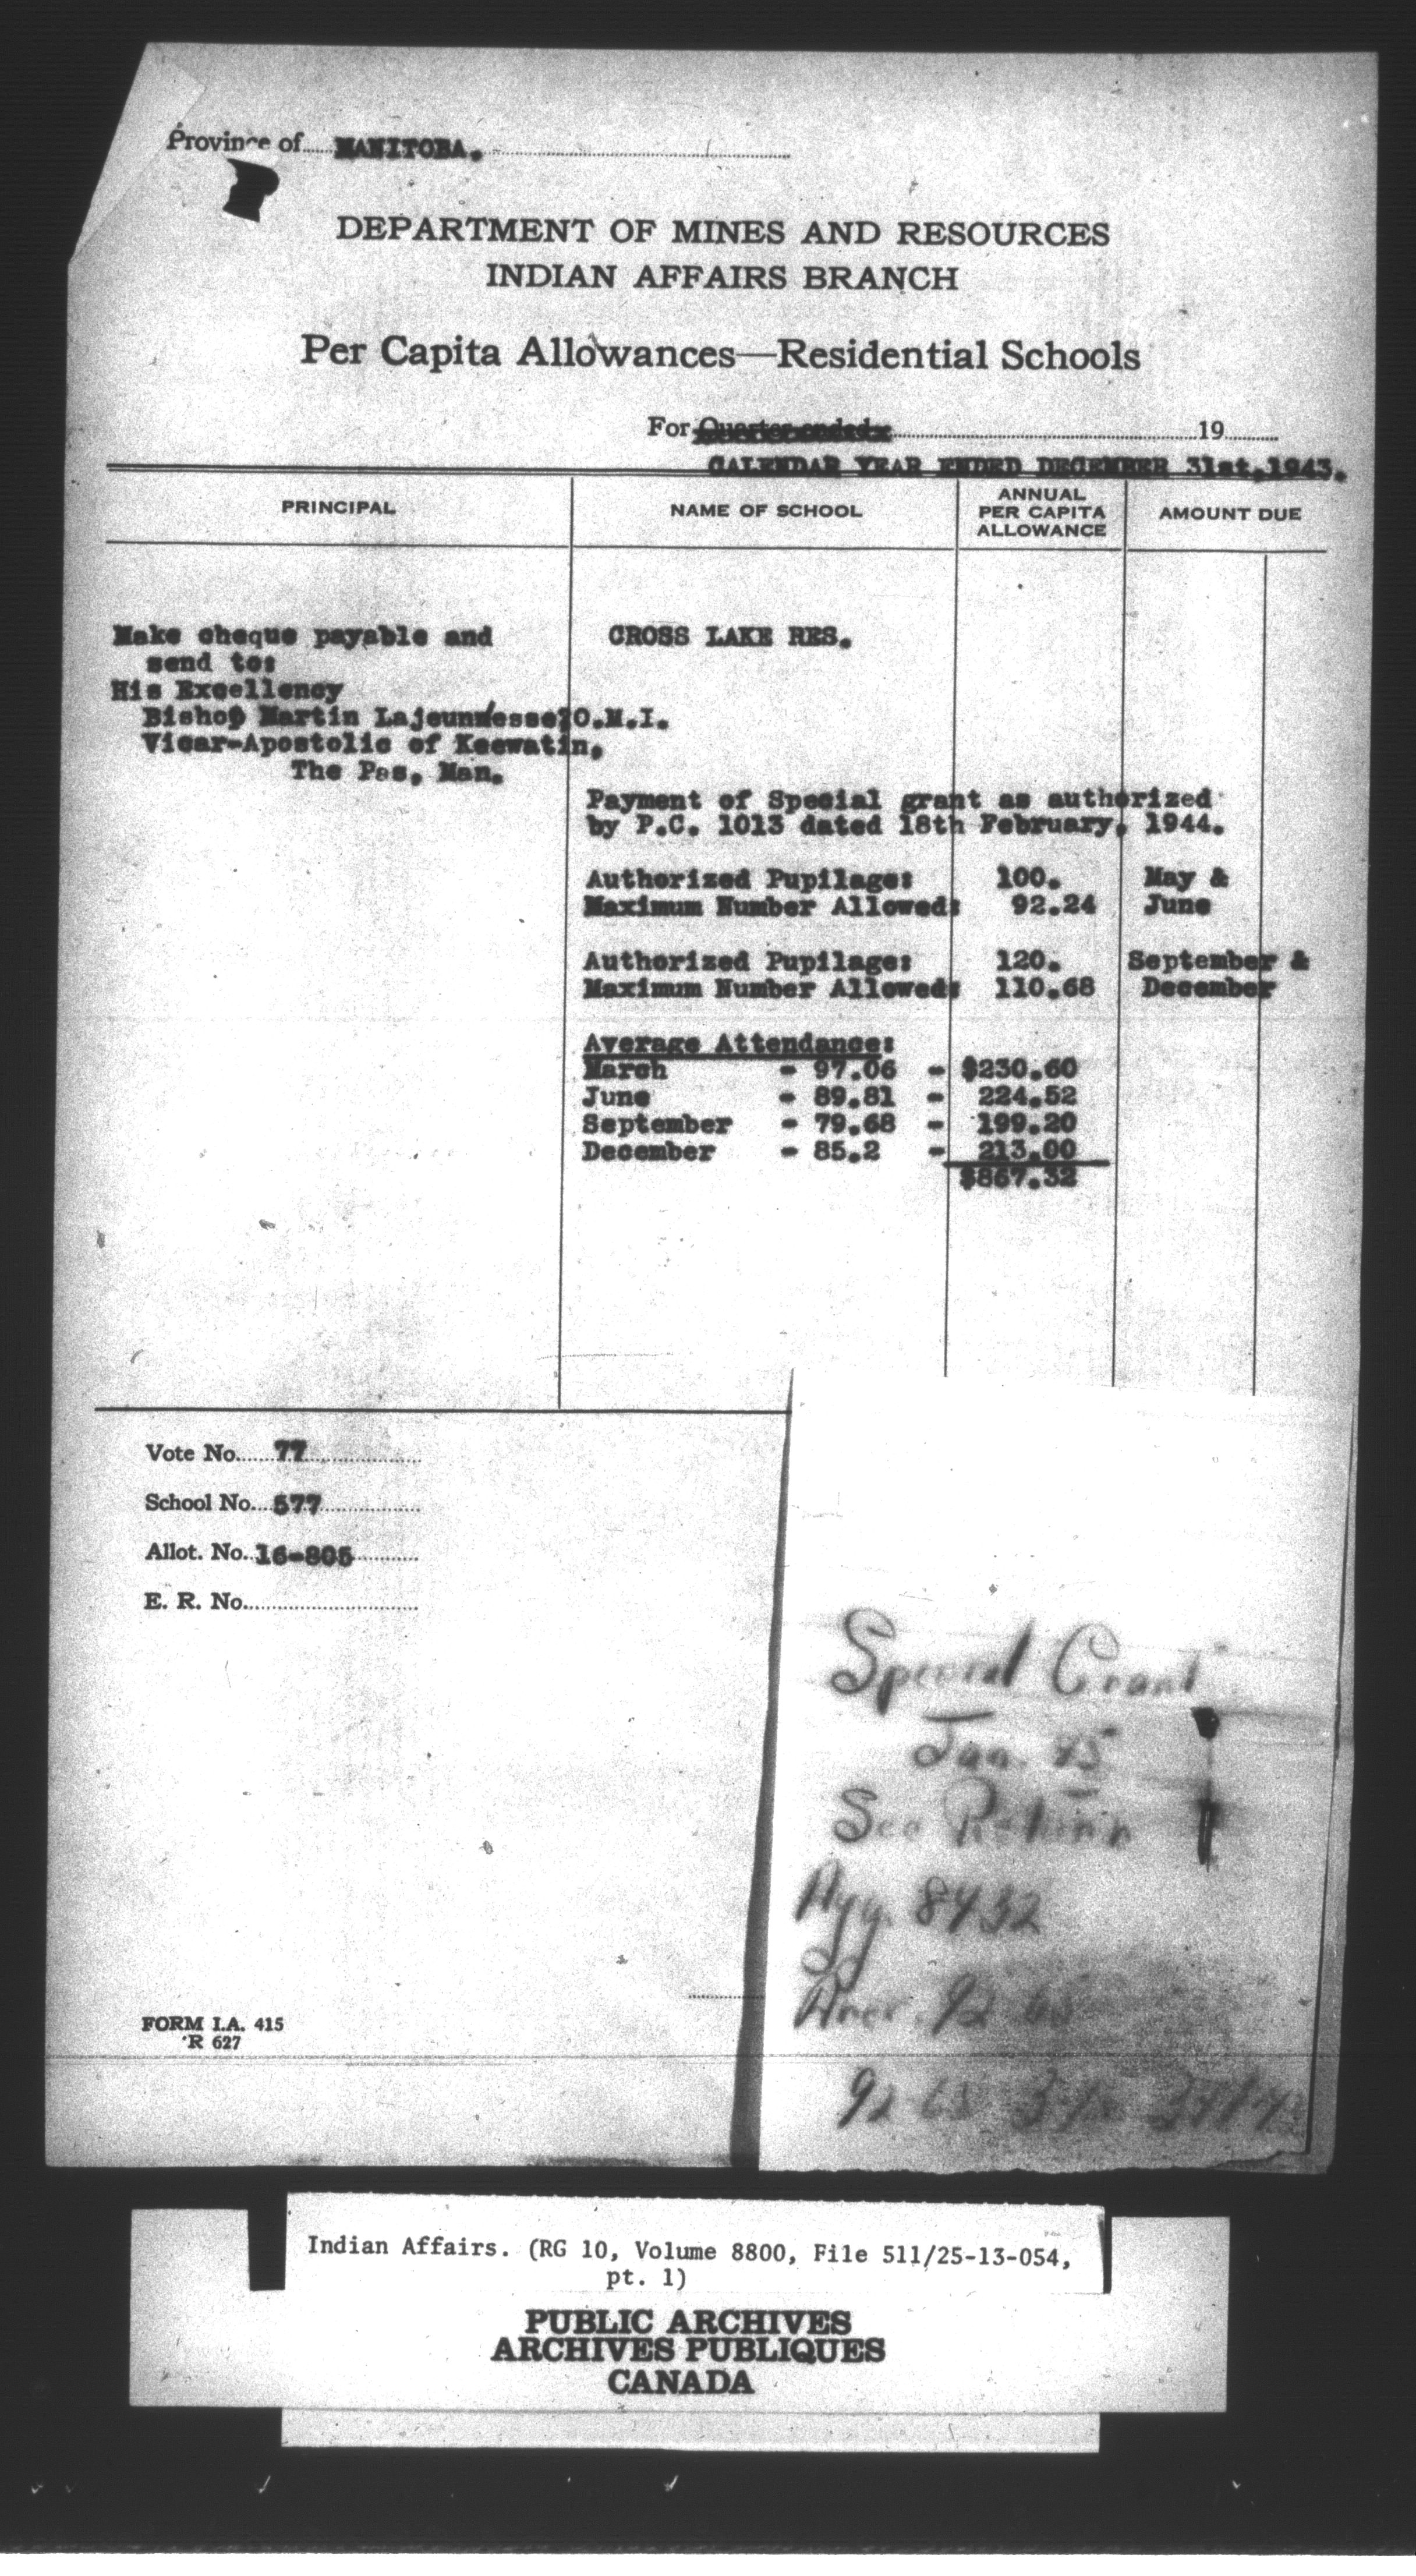 Province of MANITOBA.
DEPARTMENT OF MINES AND RESOURCES
INDIAN AFFAIRS BRANCH
Per Capita Allowances—Residential Schools
For Quarter ended 19
CALENDAR YEAR ENDED DECEMBER 31st,1943.
PRINCIPAL NAME OF SCHOOL ANNUAL PER CAPITA ALLOWANCE AMOUNT DUE
Make cheque payable and CROSS LAKE RES.
send to:
His Excellency
Bishop Martin Lajeunnesse, O.M.I.
Vicar-Apostolic of Keewatin,
The Pas, Man.
Payment of Special grant as authorized
by P.C. 1013 dated 18th February, 1944.
Authorized Pupilage: 100. May &
Maximum Number Allowed: 92.24 June
Authorized Pupilage: 120. September &
Maximum Number Allowed: 110.68 December
Average Attendance:
March - 97.06 - $230.60
June - 89.81 - 224.52
September - 79.68 - 199.20
December - 85.2 - 213.00
$867.32
Vote No. 77
School No. 577
Allot. No. 16-805
E. R. No.
Special Grant
Jan. 45
See
8432
92 65
92 65
FORM I.A. 415
R 627
Indian Affairs. (RG 10, Volume 8800, File 511/25-13-054,
pt. 1)
PUBLIC ARCHIVES
ARCHIVES PUBLIQUES
CANADA